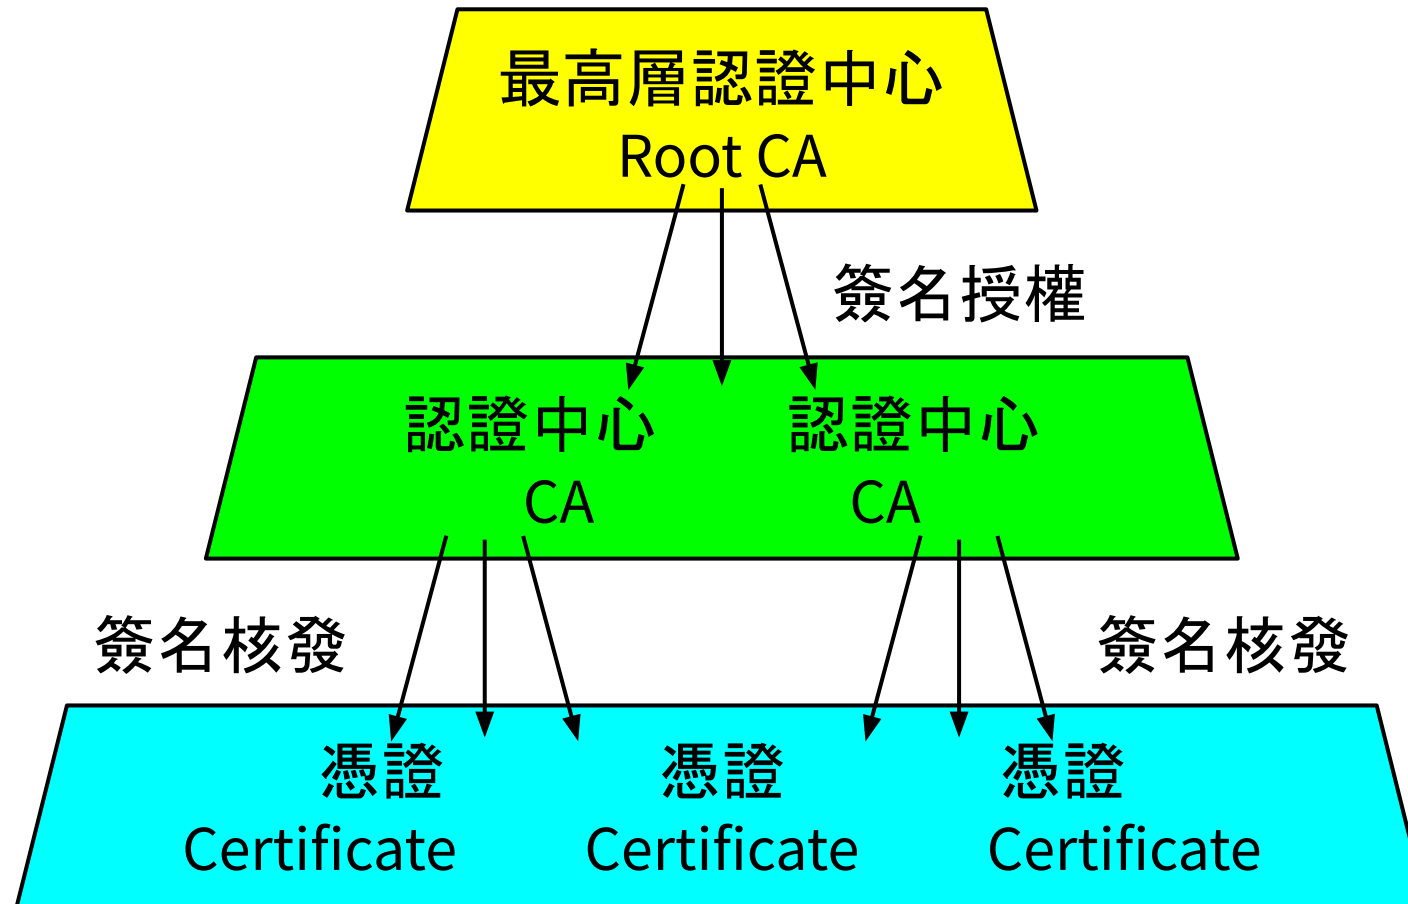 最高層認證中心
Root CA
簽名授權
認證中心 認證中心
CA CA
簽名核發 簽名核發
憑證 憑證 憑證
Certificate Certificate Certificate